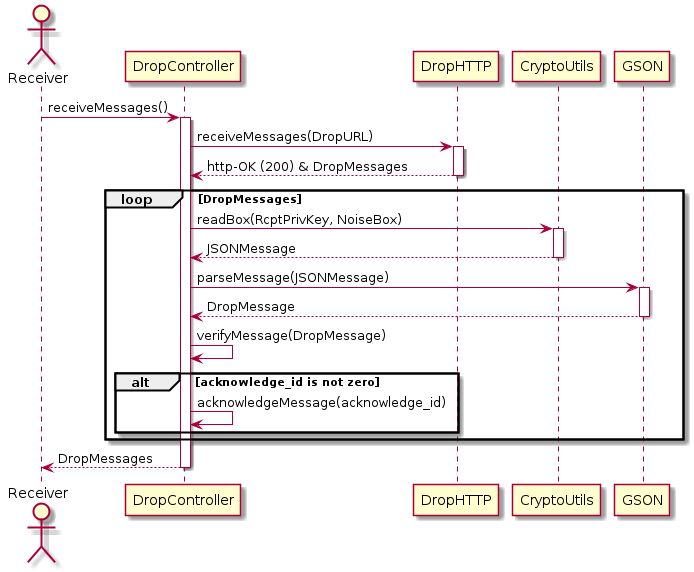 Receiver
DropController
DropHTTP
CryptoUtils
GSON
receiveMessages()
receiveMessages(DropURL)
http-OK (200) & DropMessages
loop [DropMessages]
readBox(RcptPrivKey, NoiseBox)
JSONMessage
parseMessage(JSONMessage)
DropMessage
verifyMessage(DropMessage)
alt [acknowledge_id is not zero]
acknowledgeMessage(acknowledge_id)
DropMessages
Receiver
DropController
DropHTTP
CryptoUtils
GSON